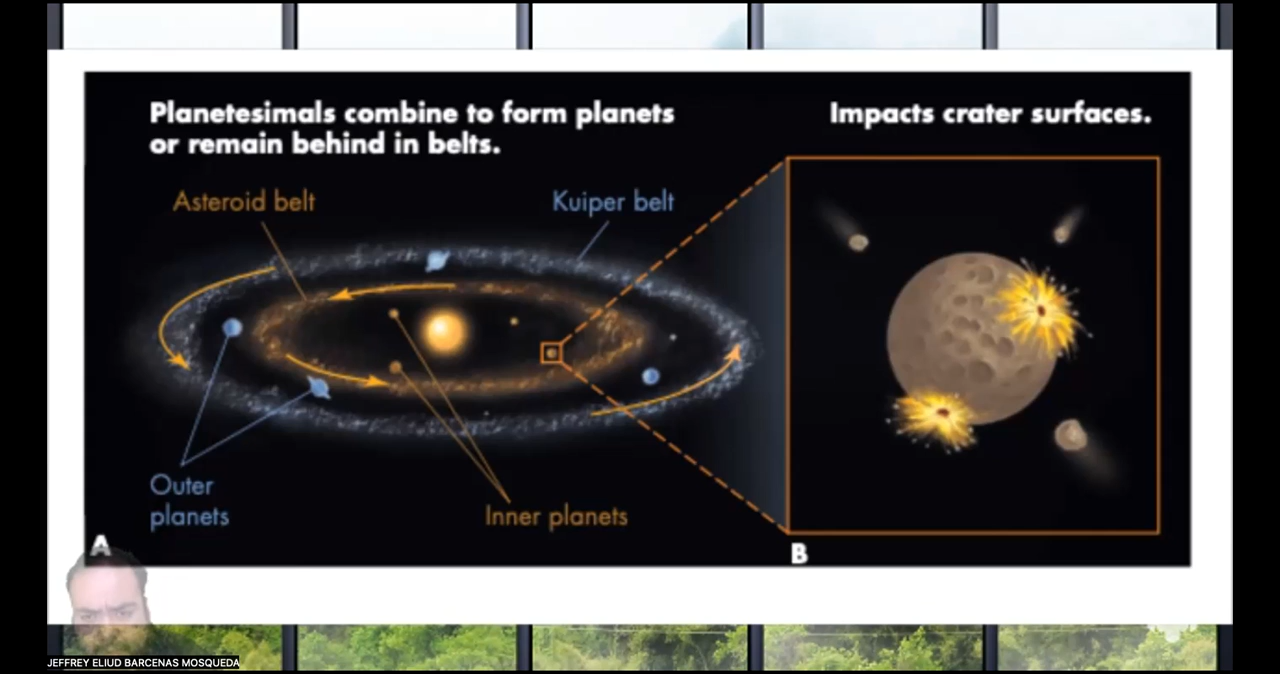 Planetesimals combine to form planets
or remain behind in belts.
Impacts crater surfaces.
Asteroid belt
Kuiper belt
Outer
planets
Inner planets
A
B
JEFFREY ELIUD BARCENAS MOSQUEDA